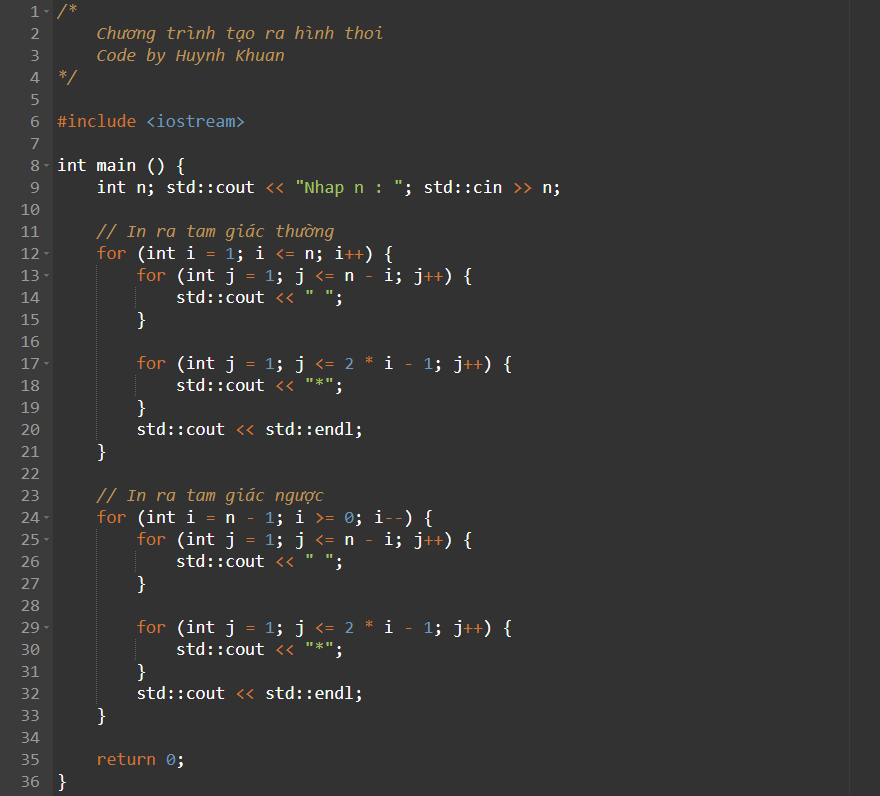 1 /*
2     Chương trình tạo ra hình thoi
3     Code by Huynh Khuan
4 */
5
6 #include <iostream>
7
8 int main () {
9     int n; std::cout << "Nhap n : "; std::cin >> n;
10
11     // In ra tam giác thường
12     for (int i = 1; i <= n; i++) {
13         for (int j = 1; j <= n - i; j++) {
14             std::cout << " ";
15         }
16
17         for (int j = 1; j <= 2 * i - 1; j++) {
18             std::cout << "*";
19         }
20         std::cout << std::endl;
21     }
22
23     // In ra tam giác ngược
24     for (int i = n - 1; i >= 0; i--) {
25         for (int j = 1; j <= n - i; j++) {
26             std::cout << " ";
27         }
28
29         for (int j = 1; j <= 2 * i - 1; j++) {
30             std::cout << "*";
31         }
32         std::cout << std::endl;
33     }
34
35     return 0;
36 }